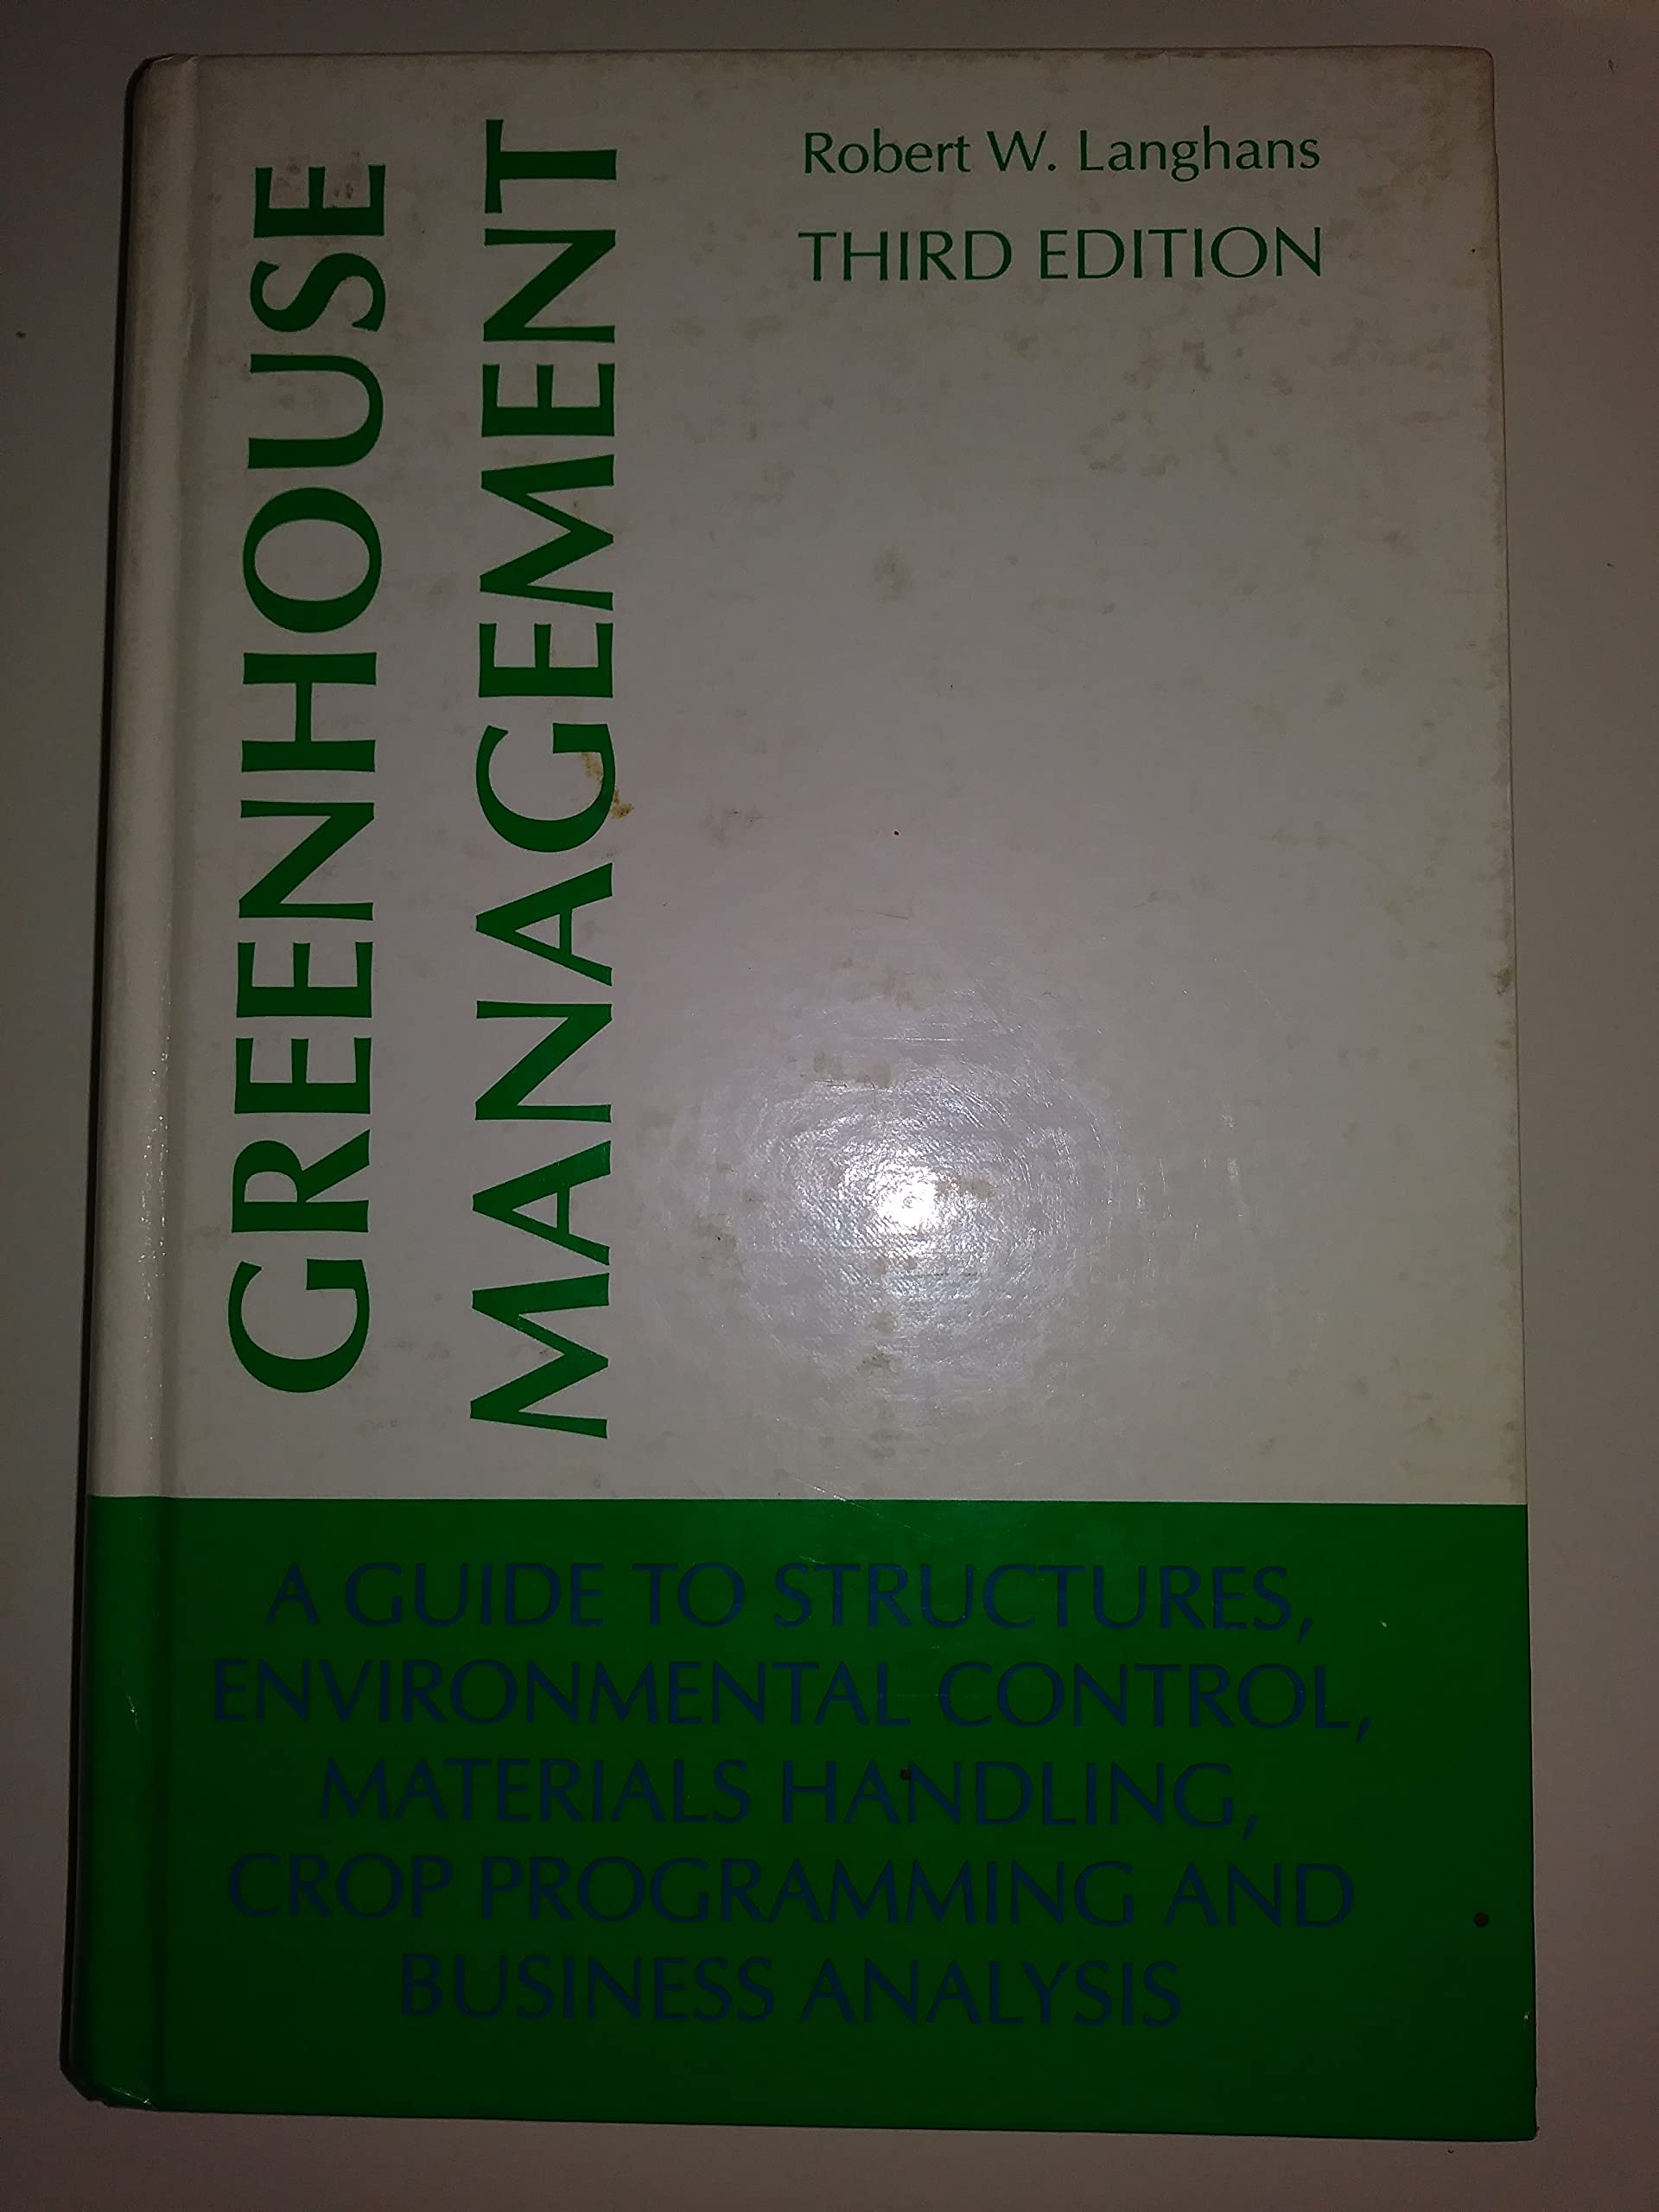 GREENHOUSE
MANAGEMENT
Robert W. Langhans
THIRD EDITION
A GUIDE TO STRUCTURES,
ENVIRONMENTAL CONTROL,
MATERIALS HANDLING,
CROP PROGRAMMING AND
BUSINESS ANALYSIS